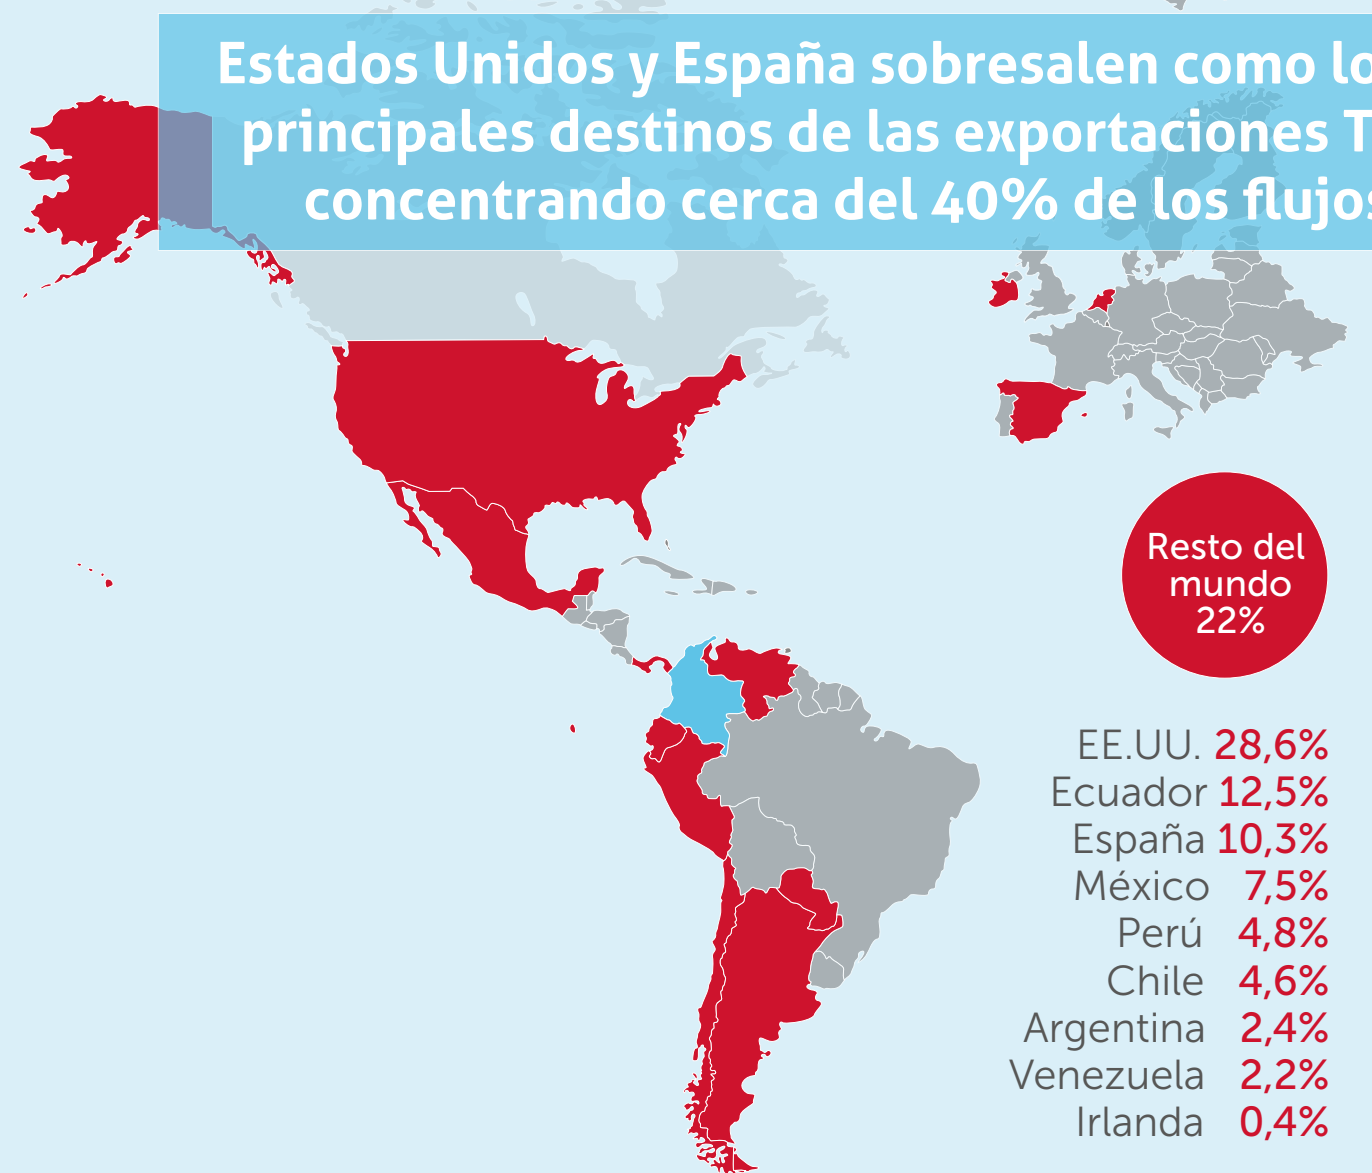 Estados Unidos y España sobresalen como lo
principales destinos de las exportaciones T
concentrando cerca del 40% de los flujos
Resto del
mundo
22%
EE.UU. 28,6%
Ecuador 12,5%
España 10,3%
México 7,5%
Perú 4,8%
Chile 4,6%
Argentina 2,4%
Venezuela 2,2%
Irlanda 0,4%